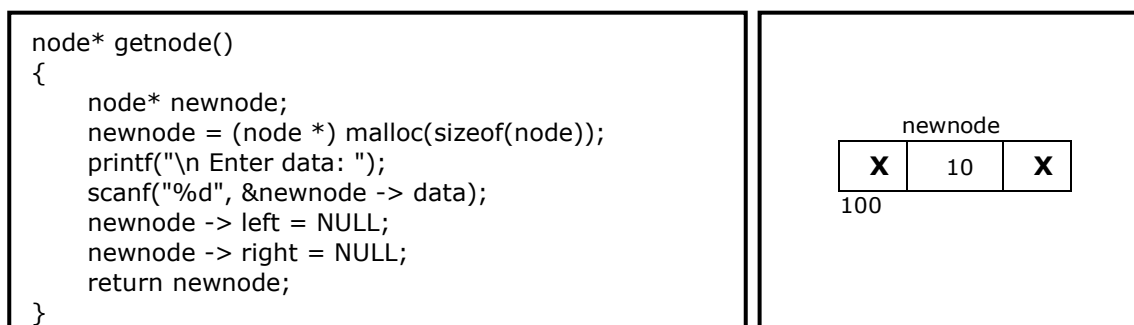 node* getnode()
{
node* newnode;
newnode = (node *) malloc(sizeof(node));
printf("\n Enter data: ");
scanf("%d", &newnode -> data);
newnode -> left = NULL;
newnode -> right = NULL;
return newnode;
}
newnode
X 10 X
100